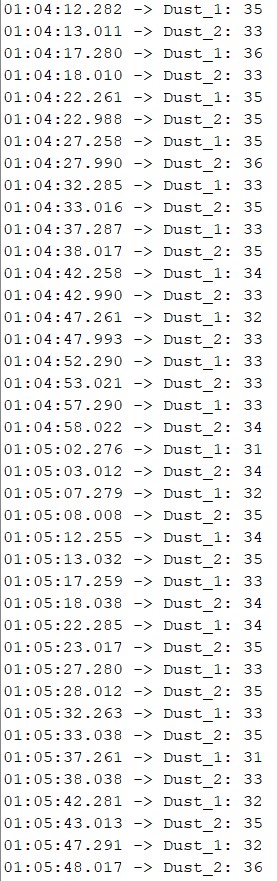 01:04:12.282 -> Dust_1: 35
01:04:13.011 -> Dust_2: 33
01:04:17.280 -> Dust_1: 36
01:04:18.010 -> Dust_2: 33
01:04:22.261 -> Dust_1: 35
01:04:22.988 -> Dust_2: 35
01:04:27.258 -> Dust_1: 35
01:04:27.990 -> Dust_2: 36
01:04:32.285 -> Dust_1: 33
01:04:33.016 -> Dust_2: 35
01:04:37.287 -> Dust_1: 33
01:04:38.017 -> Dust_2: 35
01:04:42.258 -> Dust_1: 34
01:04:42.990 -> Dust_2: 33
01:04:47.261 -> Dust_1: 32
01:04:47.993 -> Dust_2: 33
01:04:52.290 -> Dust_1: 33
01:04:53.021 -> Dust_2: 33
01:04:57.290 -> Dust_1: 33
01:04:58.022 -> Dust_2: 34
01:05:02.276 -> Dust_1: 31
01:05:03.012 -> Dust_2: 34
01:05:07.279 -> Dust_1: 32
01:05:08.008 -> Dust_2: 35
01:05:12.255 -> Dust_1: 34
01:05:13.032 -> Dust_2: 35
01:05:17.259 -> Dust_1: 33
01:05:18.038 -> Dust_2: 34
01:05:22.285 -> Dust_1: 34
01:05:23.017 -> Dust_2: 35
01:05:27.280 -> Dust_1: 33
01:05:28.012 -> Dust_2: 35
01:05:32.263 -> Dust_1: 33
01:05:33.038 -> Dust_2: 35
01:05:37.261 -> Dust_1: 31
01:05:38.038 -> Dust_2: 33
01:05:42.281 -> Dust_1: 32
01:05:43.013 -> Dust_2: 35
01:05:47.291 -> Dust_1: 32
01:05:48.017 -> Dust_2: 36